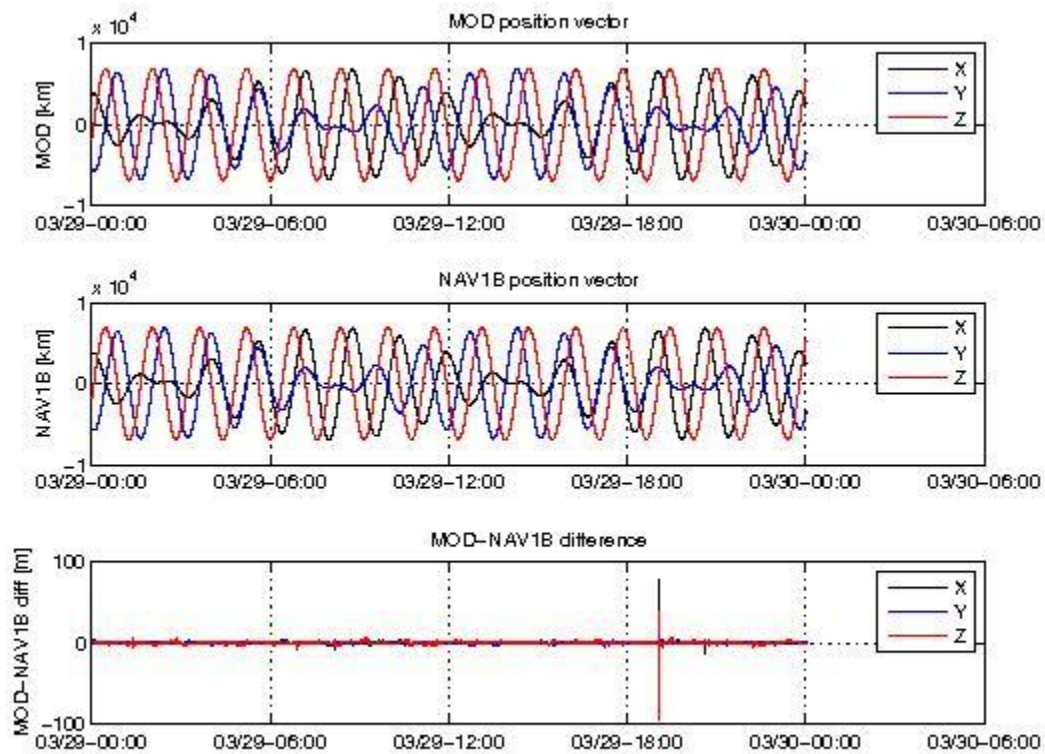 MOD position vector
x 10^4
1
0
−1
MOD [km]
X
Y
Z
03/29−00:00 03/29−06:00 03/29−12:00 03/29−18:00 03/30−00:00 03/30−06:00
NAV1B position vector
x 10^4
1
0
−1
NAV1B [km]
X
Y
Z
03/29−00:00 03/29−06:00 03/29−12:00 03/29−18:00 03/30−00:00 03/30−06:00
MOD−NAV1B difference
100
0
−100
MOD−NAV1B diff [m]
X
Y
Z
03/29−00:00 03/29−06:00 03/29−12:00 03/29−18:00 03/30−00:00 03/30−06:00